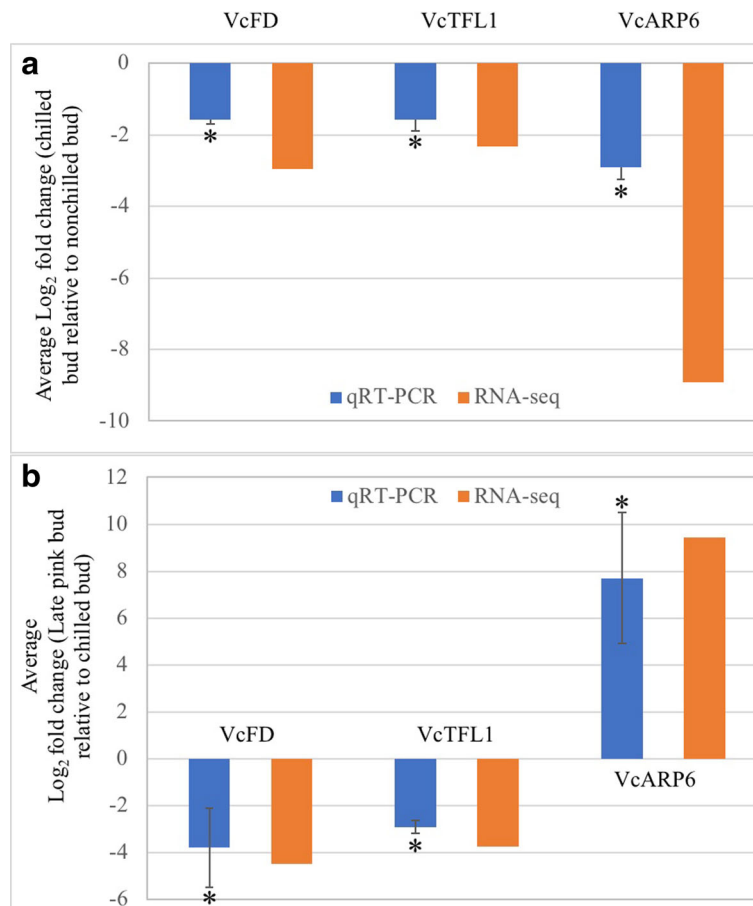 VcFD VcTFL1 VcARP6
a
Average Log2 fold change (chilled
bud relative to nonchilled bud)
0
-2
-4
-6
-8
-10
* * *
qRT-PCR RNA-seq
b
Average
Log2 fold change (Late pink bud
relative to chilled bud)
12
10
8
6
4
2
0
-2
-4
-6
qRT-PCR RNA-seq
*
VcFD VcTFL1
VcARP6
* *